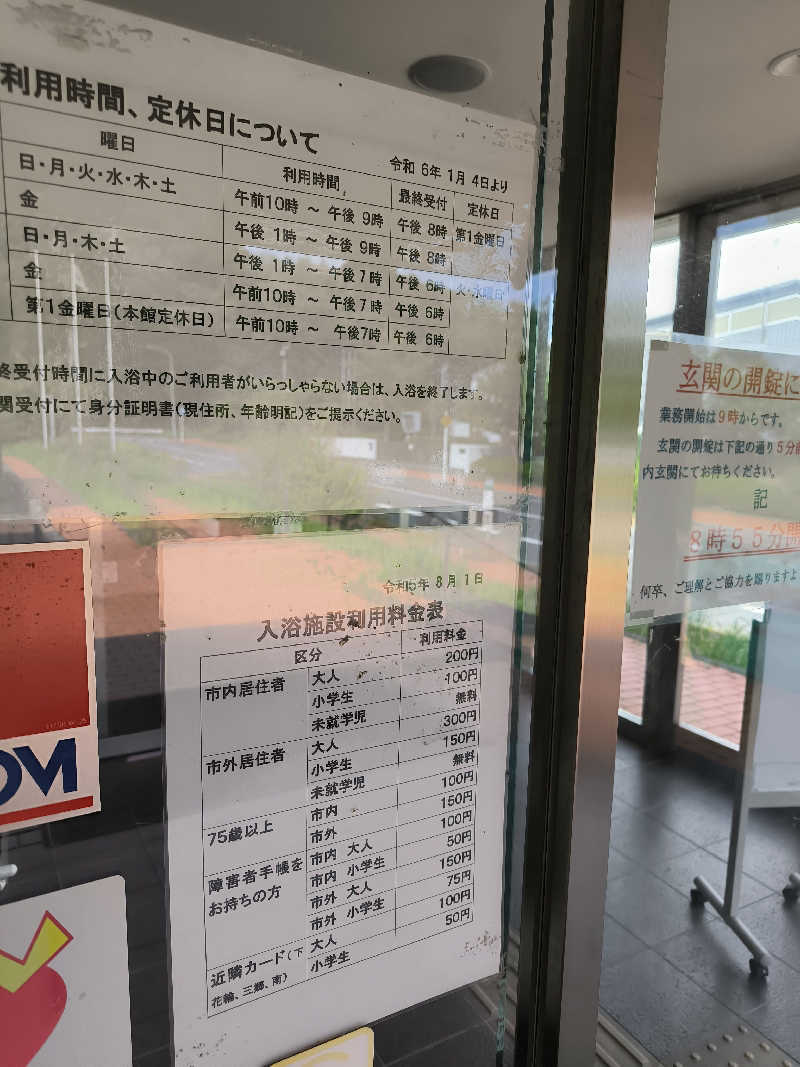 利用時間、定休日について
令和 6年 1月 4日より
曜日 利用時間 最終受付 定休日
日・月・火・水・木・土 午前10時 ～ 午後 9時 午後 8時 第1金曜日
金 午後 1時 ～ 午後 9時 午後 8時
日・月・木・土 午後 1時 ～ 午後 7時 午後 6時 火・水曜日
金 午前10時 ～ 午後 7時 午後 6時
第1金曜日(本館定休日) 午前10時 ～ 午後7時 午後 6時
終受付時間に入浴中のご利用者がいらっしゃらない場合は、入浴を終了します。
関受付にて身分証明書(現住所、年齢明記)をご提示ください。
令和5年 8月 1日
入浴施設利用料金表
区分 利用料金
市内居住者 大人 200円
小学生 100円
未就学児 無料
市外居住者 大人 300円
小学生 150円
未就学児 無料
75歳以上 市内 100円
市外 150円
障害者手帳をお持ちの方 市内 大人 100円
市内 小学生 50円
市外 大人 150円
市外 小学生 75円
近隣カード(下花輪、三郷、南) 大人 100円
小学生 50円
玄関の開錠に
業務開始は9時からです。
玄関の開錠は下記の通り5分前
内玄関にてお待ちください。
記
8時55分開
何卒、ご理解とご協力を賜りますよ
OM